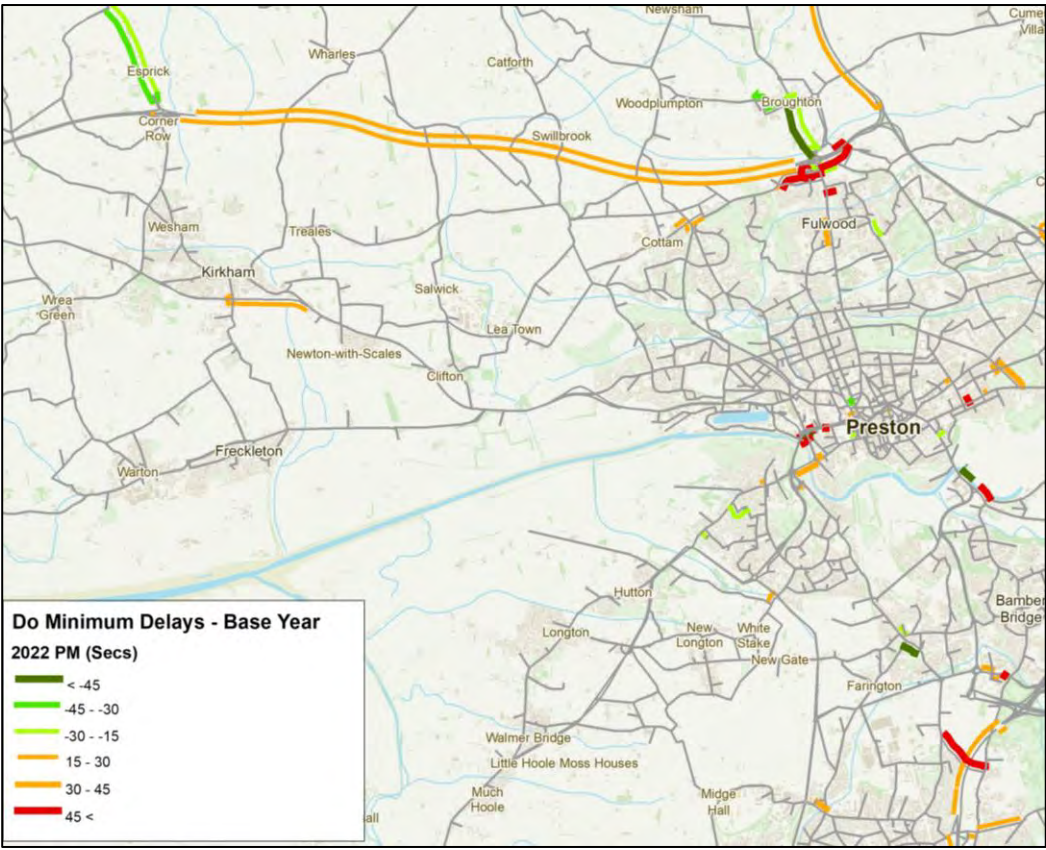 Newsham
Cume
Villa
Wharles
Catforth
Esprick
Woodplumpton
Broughton
Corner
Row
Swillbrook
Wesham
Treales
Fulwood
Cottam
Kirkham
Salwick
Wrea
Green
Lea Town
Newton-with-Scales
Clifton
Preston
Freckleton
Warton
Hutton
Bamber
Bridge
Longton
New
Longton
White
Stake
New Gate
Farington
Walmer Bridge
Little Hoole Moss Houses
Much
Hoole
Midge
Hall
all
Do Minimum Delays - Base Year
2022 PM (Secs)
< -45
-45 - -30
-30 - -15
15 - 30
30 - 45
45 <